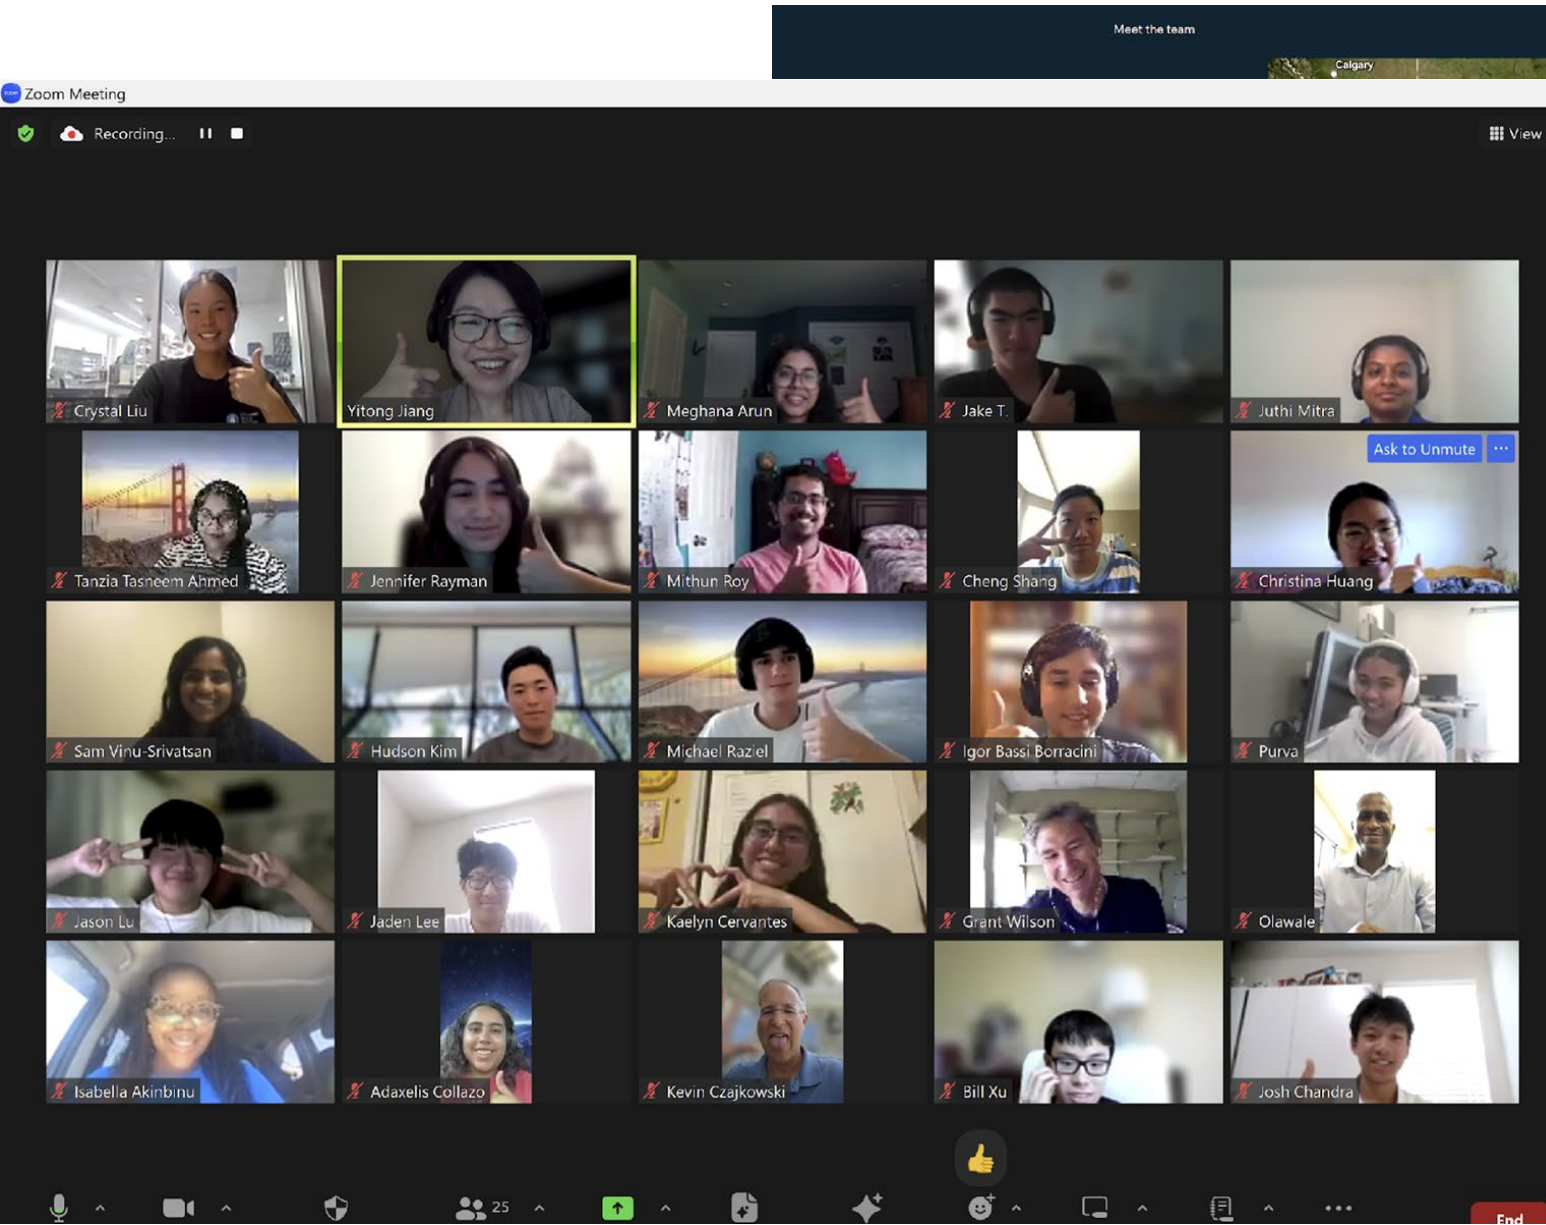 Meet the team
Calgary
zoom
Zoom Meeting
Recording...
View
Crystal Liu
Yitong Jiang
Meghana Arun
Jake T.
Juthi Mitra
Ask to Unmute
Tanzia Tasneem Ahmed
Jennifer Rayman
Mithun Roy
Cheng Shang
Christina Huang
Sam Vinu-Srivatsan
Hudson Kim
Michael Raziel
Igor Bassi Borracini
Purva
Jason Lu
Jaden Lee
Kaelyn Cervantes
Grant Wilson
Olawale
Isabella Akinbinu
Adaxelis Collazo
Kevin Czajkowski
Bill Xu
Josh Chandra
25
End